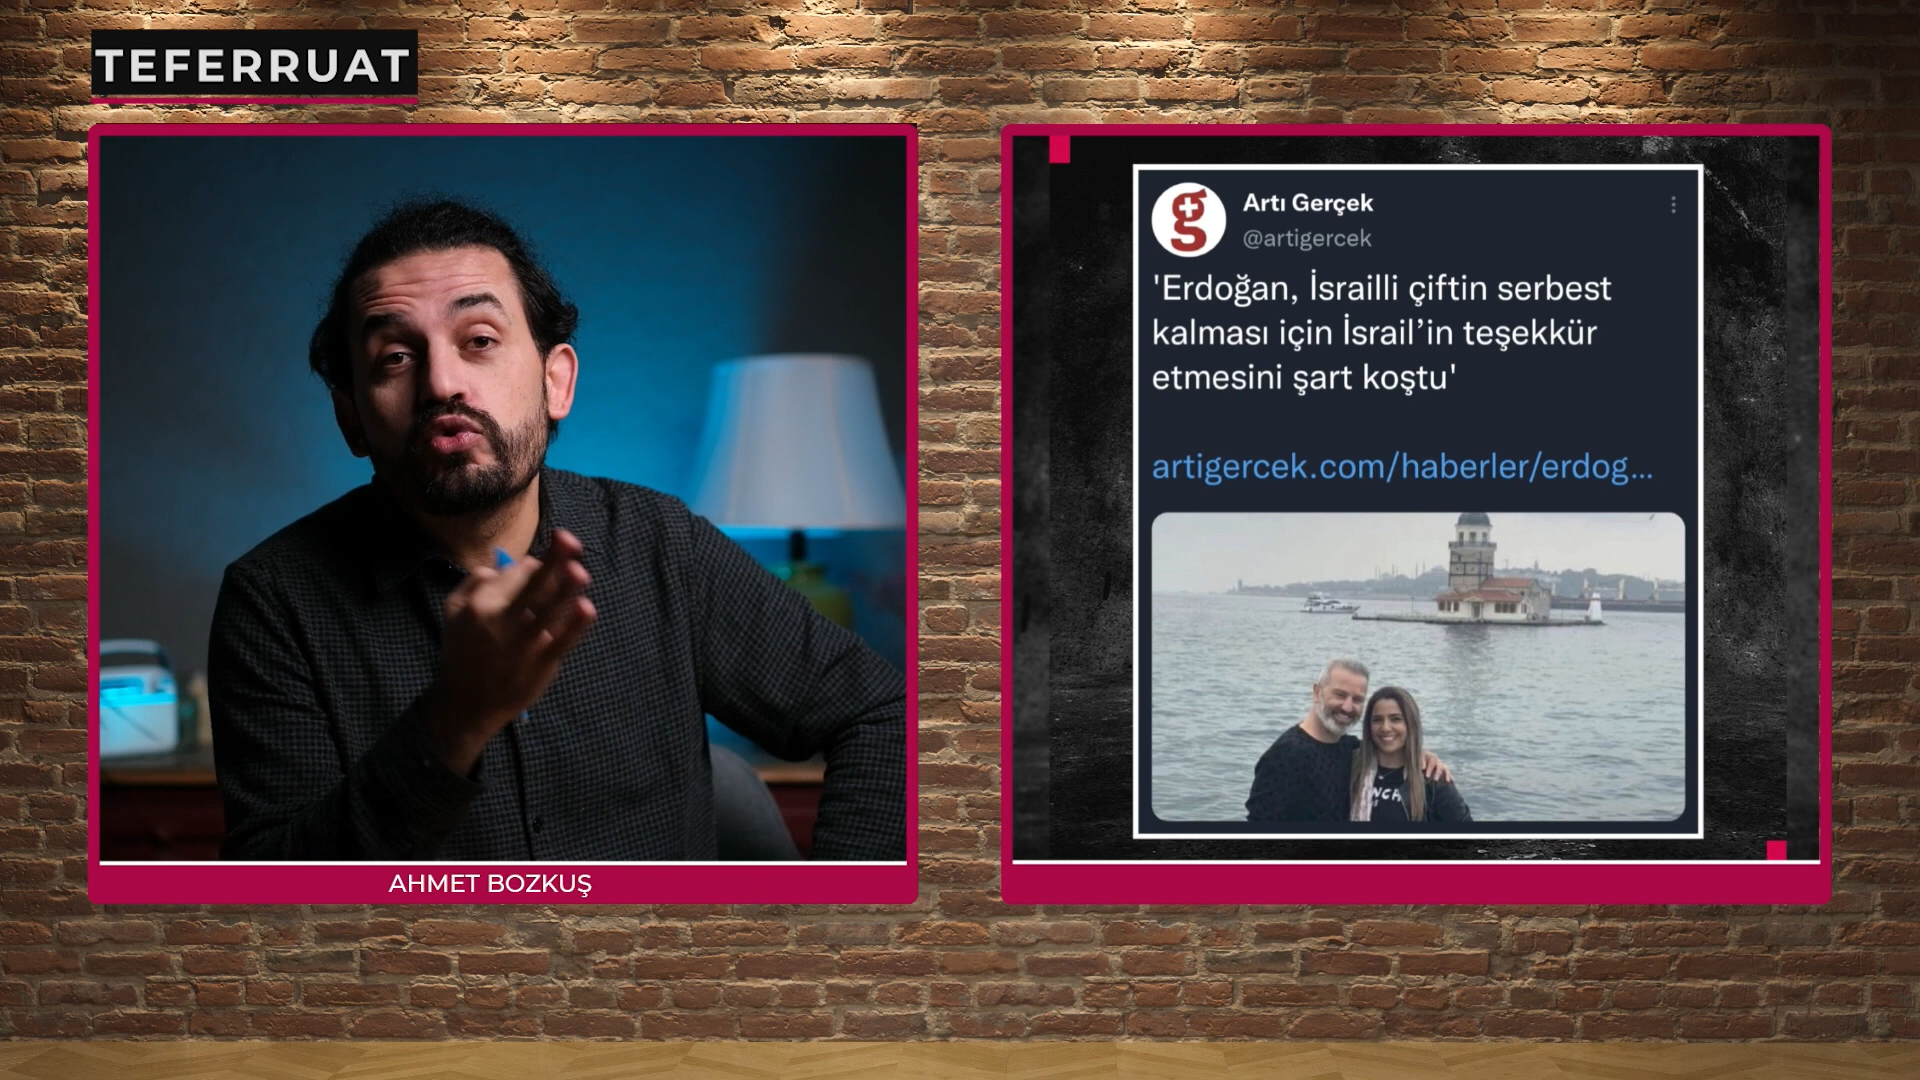 TEFERRUAT
AHMET BOZKUŞ
Artı Gerçek
@artigercek
'Erdoğan, İsrailli çiftin serbest
kalması için İsrail’in teşekkür
etmesini şart koştu'
artigercek.com/haberler/erdog...